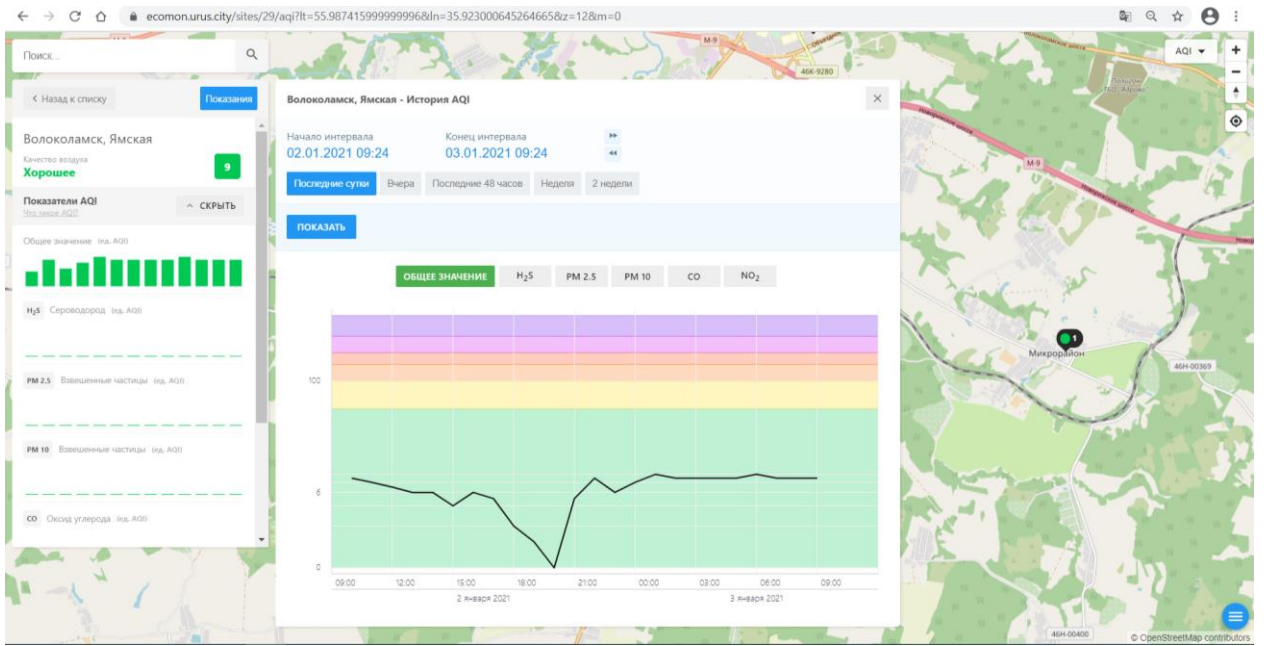 ecomon.urus.city/sites/29/aqi?lt=55.987415999999996&ln=35.923000645264665&z=12&m=0
Поиск...
AQI
Назад к списку
Показания
Волоколамск, Ямская
Качество воздуха
Хорошее
9
Показатели AQI
Что такое AQI?
СКРЫТЬ
Общее значение (ед. AQI)
H₂S Сероводород (ед. AQI)
PM 2.5 Взвешенные частицы (ед. AQI)
PM 10 Взвешенные частицы (ед. AQI)
CO Оксид углерода (ед. AQI)
Волоколамск, Ямская - История AQI
Начало интервала
Конец интервала
02.01.2021 09:24
03.01.2021 09:24
Последние сутки
Вчера
Последние 48 часов
Неделя
2 недели
ПОКАЗАТЬ
ОБЩЕЕ ЗНАЧЕНИЕ
H₂S
PM 2.5
PM 10
CO
NO₂
100
6
0
09:00 12:00 15:00 18:00 21:00 00:00 03:00 06:00 09:00
2 января 2021
3 января 2021
М-9
46К-9280
М-9
Новорижское шоссе
1
Микрорайон
46Н-00369
46Н-00400
© OpenStreetMap contributors